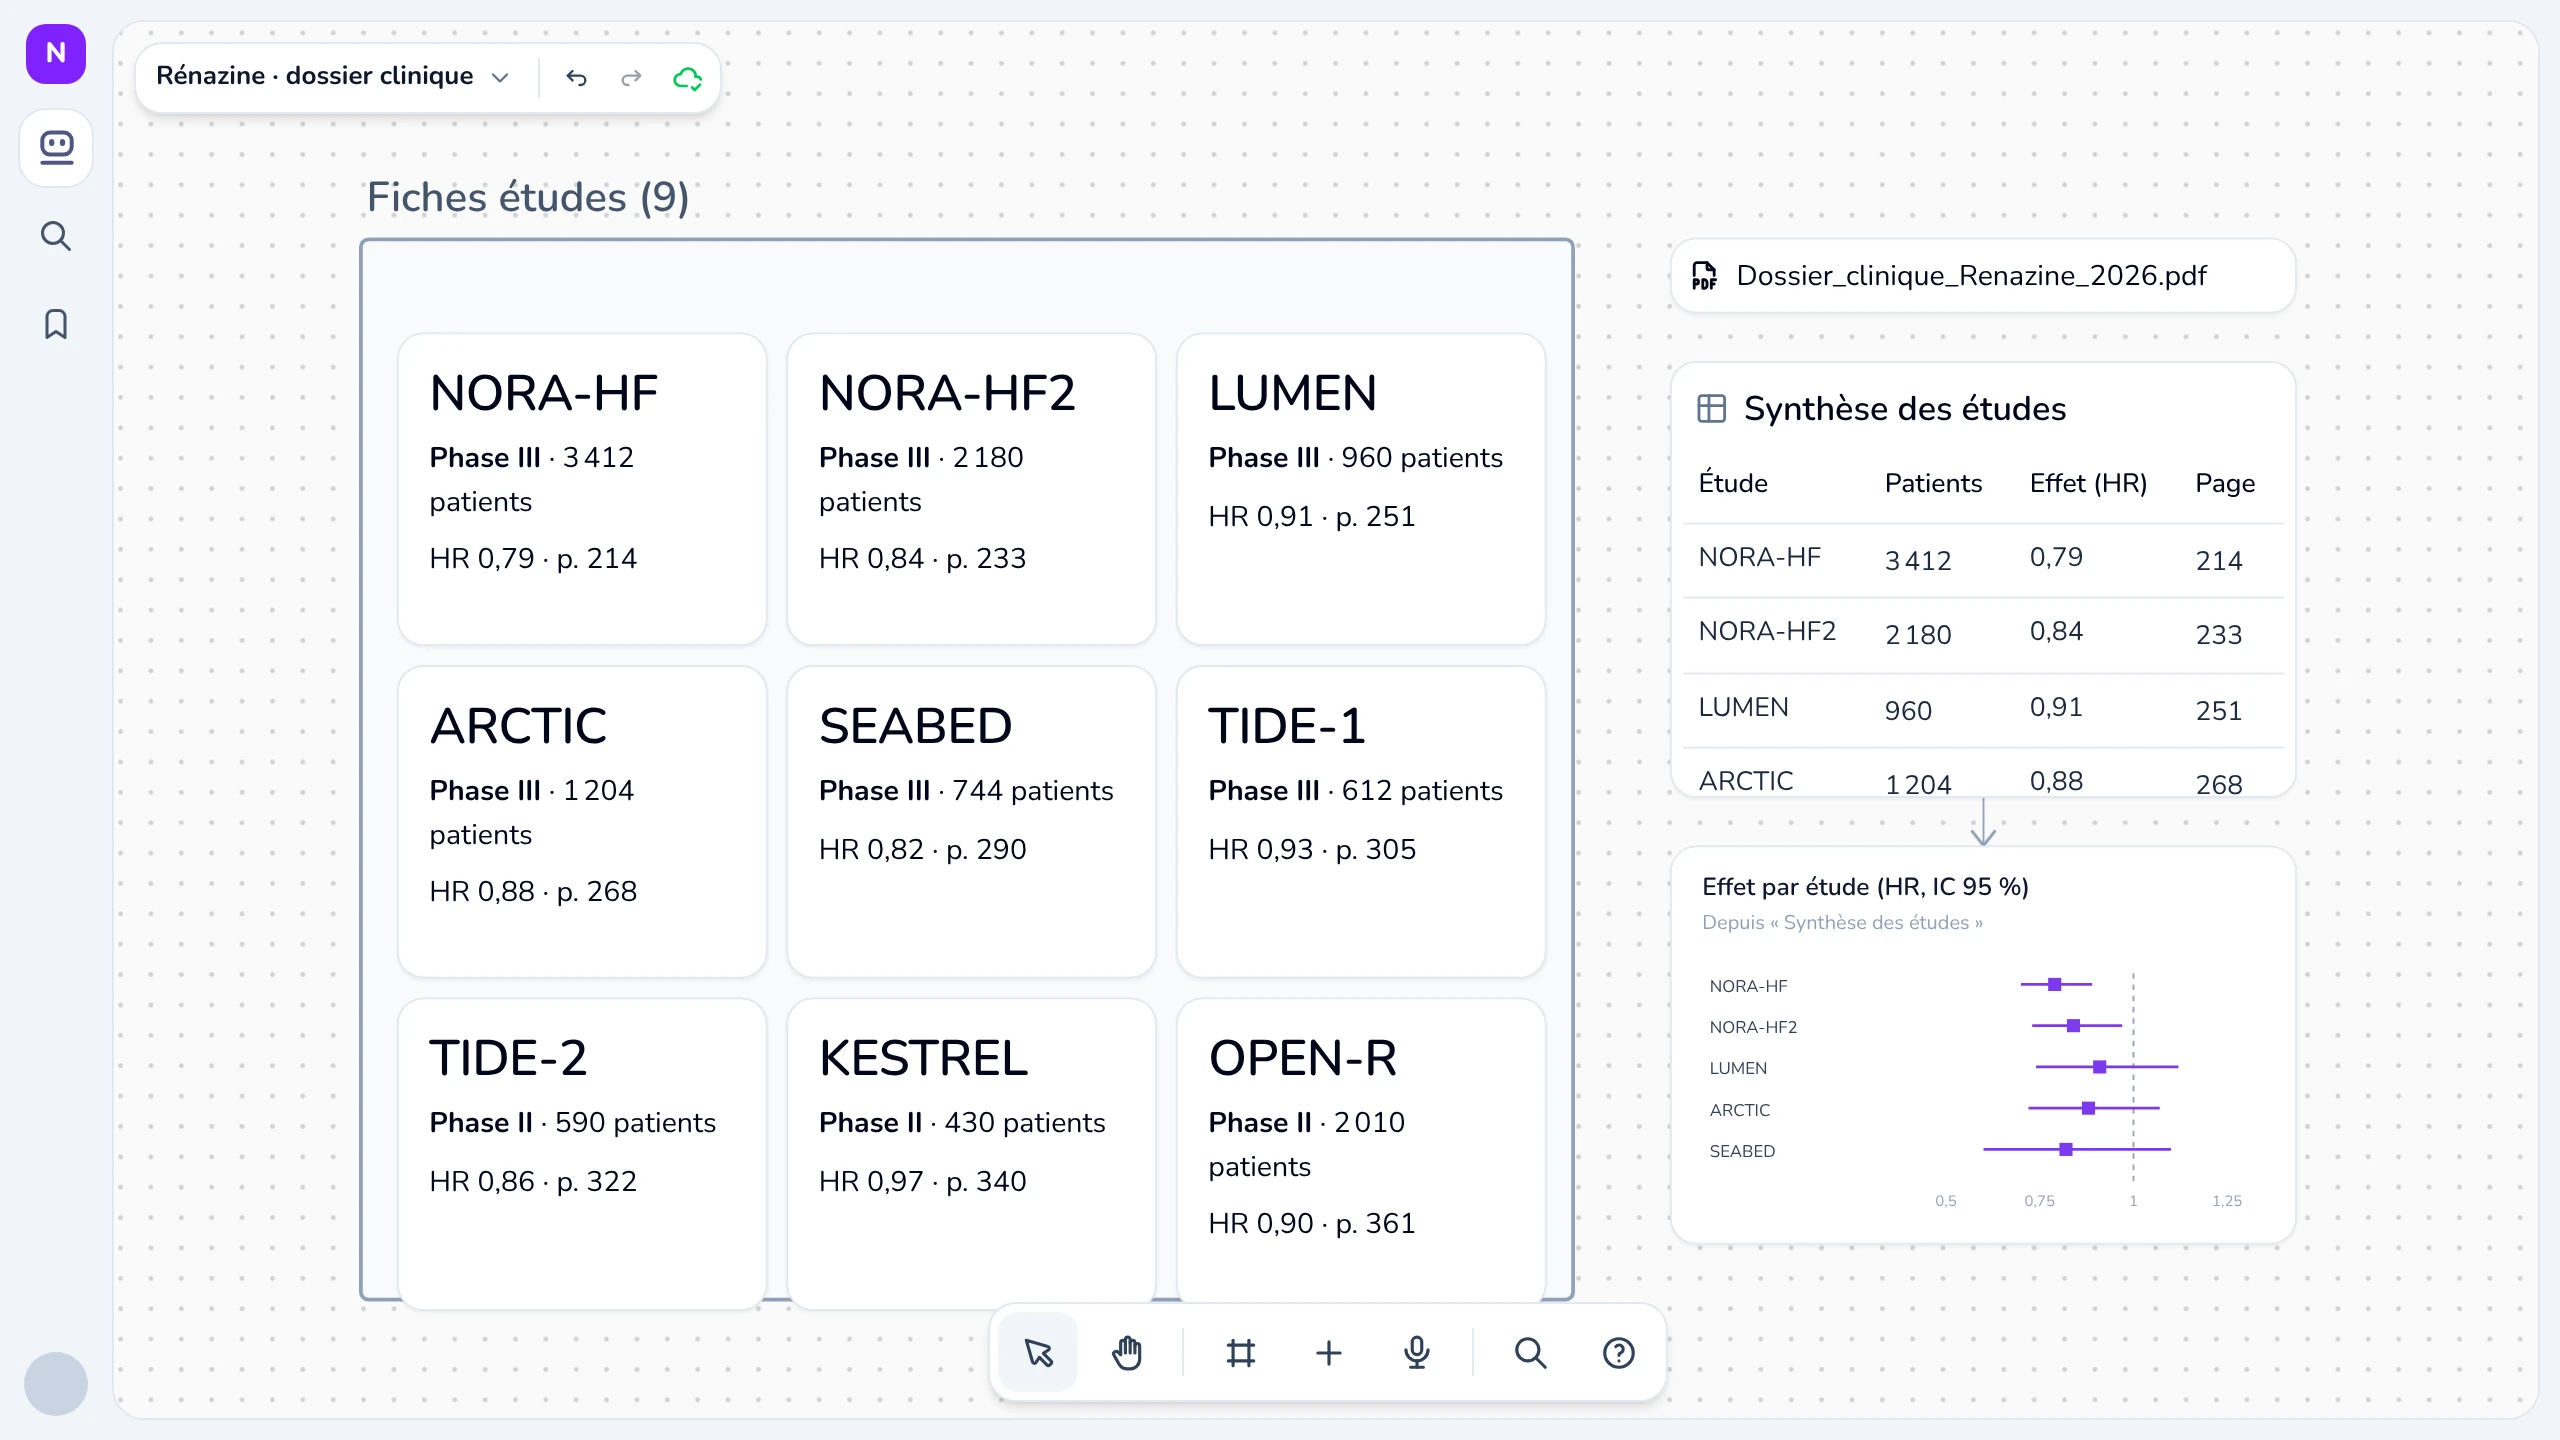 N
Rénazine · dossier clinique
Fiches études (9)
NORA-HF
Phase III · 3 412
patients
HR 0,79 · p. 214
NORA-HF2
Phase III · 2 180
patients
HR 0,84 · p. 233
LUMEN
Phase III · 960 patients
HR 0,91 · p. 251
ARCTIC
Phase III · 1 204
patients
HR 0,88 · p. 268
SEABED
Phase III · 744 patients
HR 0,82 · p. 290
TIDE-1
Phase III · 612 patients
HR 0,93 · p. 305
TIDE-2
Phase II · 590 patients
HR 0,86 · p. 322
KESTREL
Phase II · 430 patients
HR 0,97 · p. 340
OPEN-R
Phase II · 2 010
patients
HR 0,90 · p. 361
PDF Dossier_clinique_Renazine_2026.pdf
Synthèse des études
Étude Patients Effet (HR) Page
NORA-HF 3 412 0,79 214
NORA-HF2 2 180 0,84 233
LUMEN 960 0,91 251
ARCTIC 1 204 0,88 268
Effet par étude (HR, IC 95 %)
Depuis « Synthèse des études »
NORA-HF
NORA-HF2
LUMEN
ARCTIC
SEABED
0,5 0,75 1 1,25